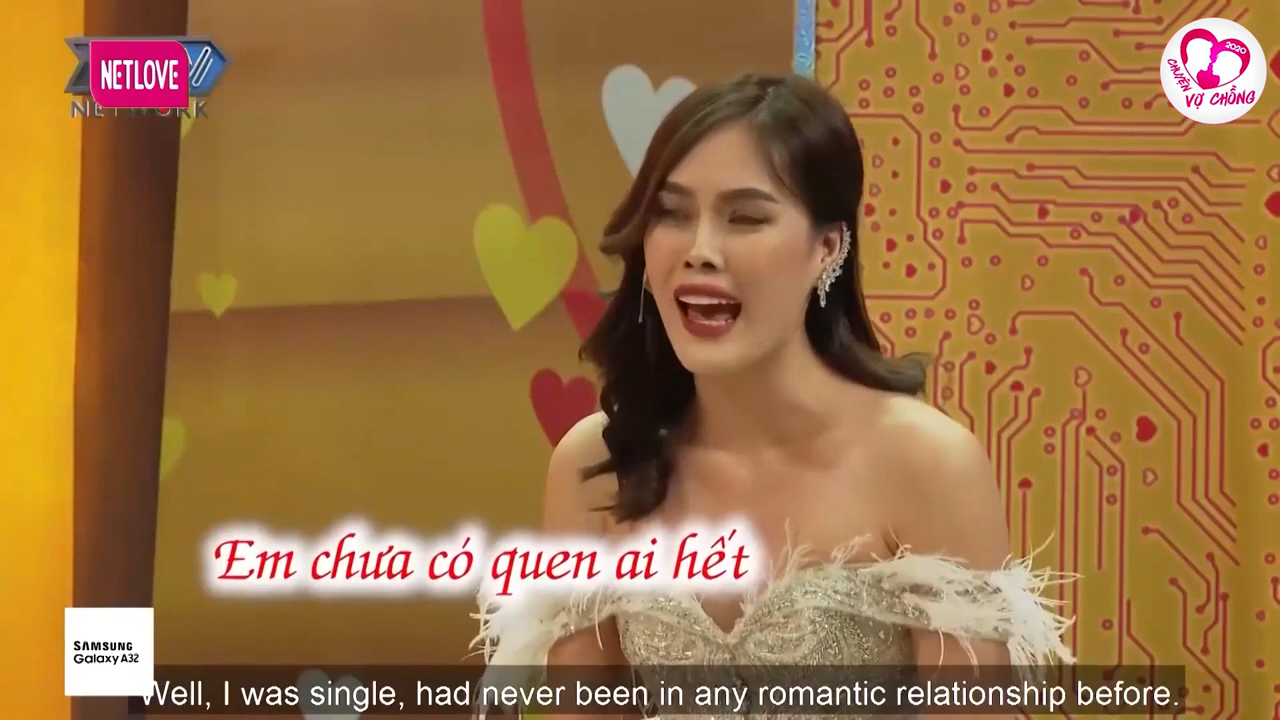 NETLOVE
NETWORK
2020
CHUYỆN
VỢ CHỒNG
Em chưa có quen ai hết
SAMSUNG
Galaxy A32
Well, I was single, had never been in any romantic relationship before.